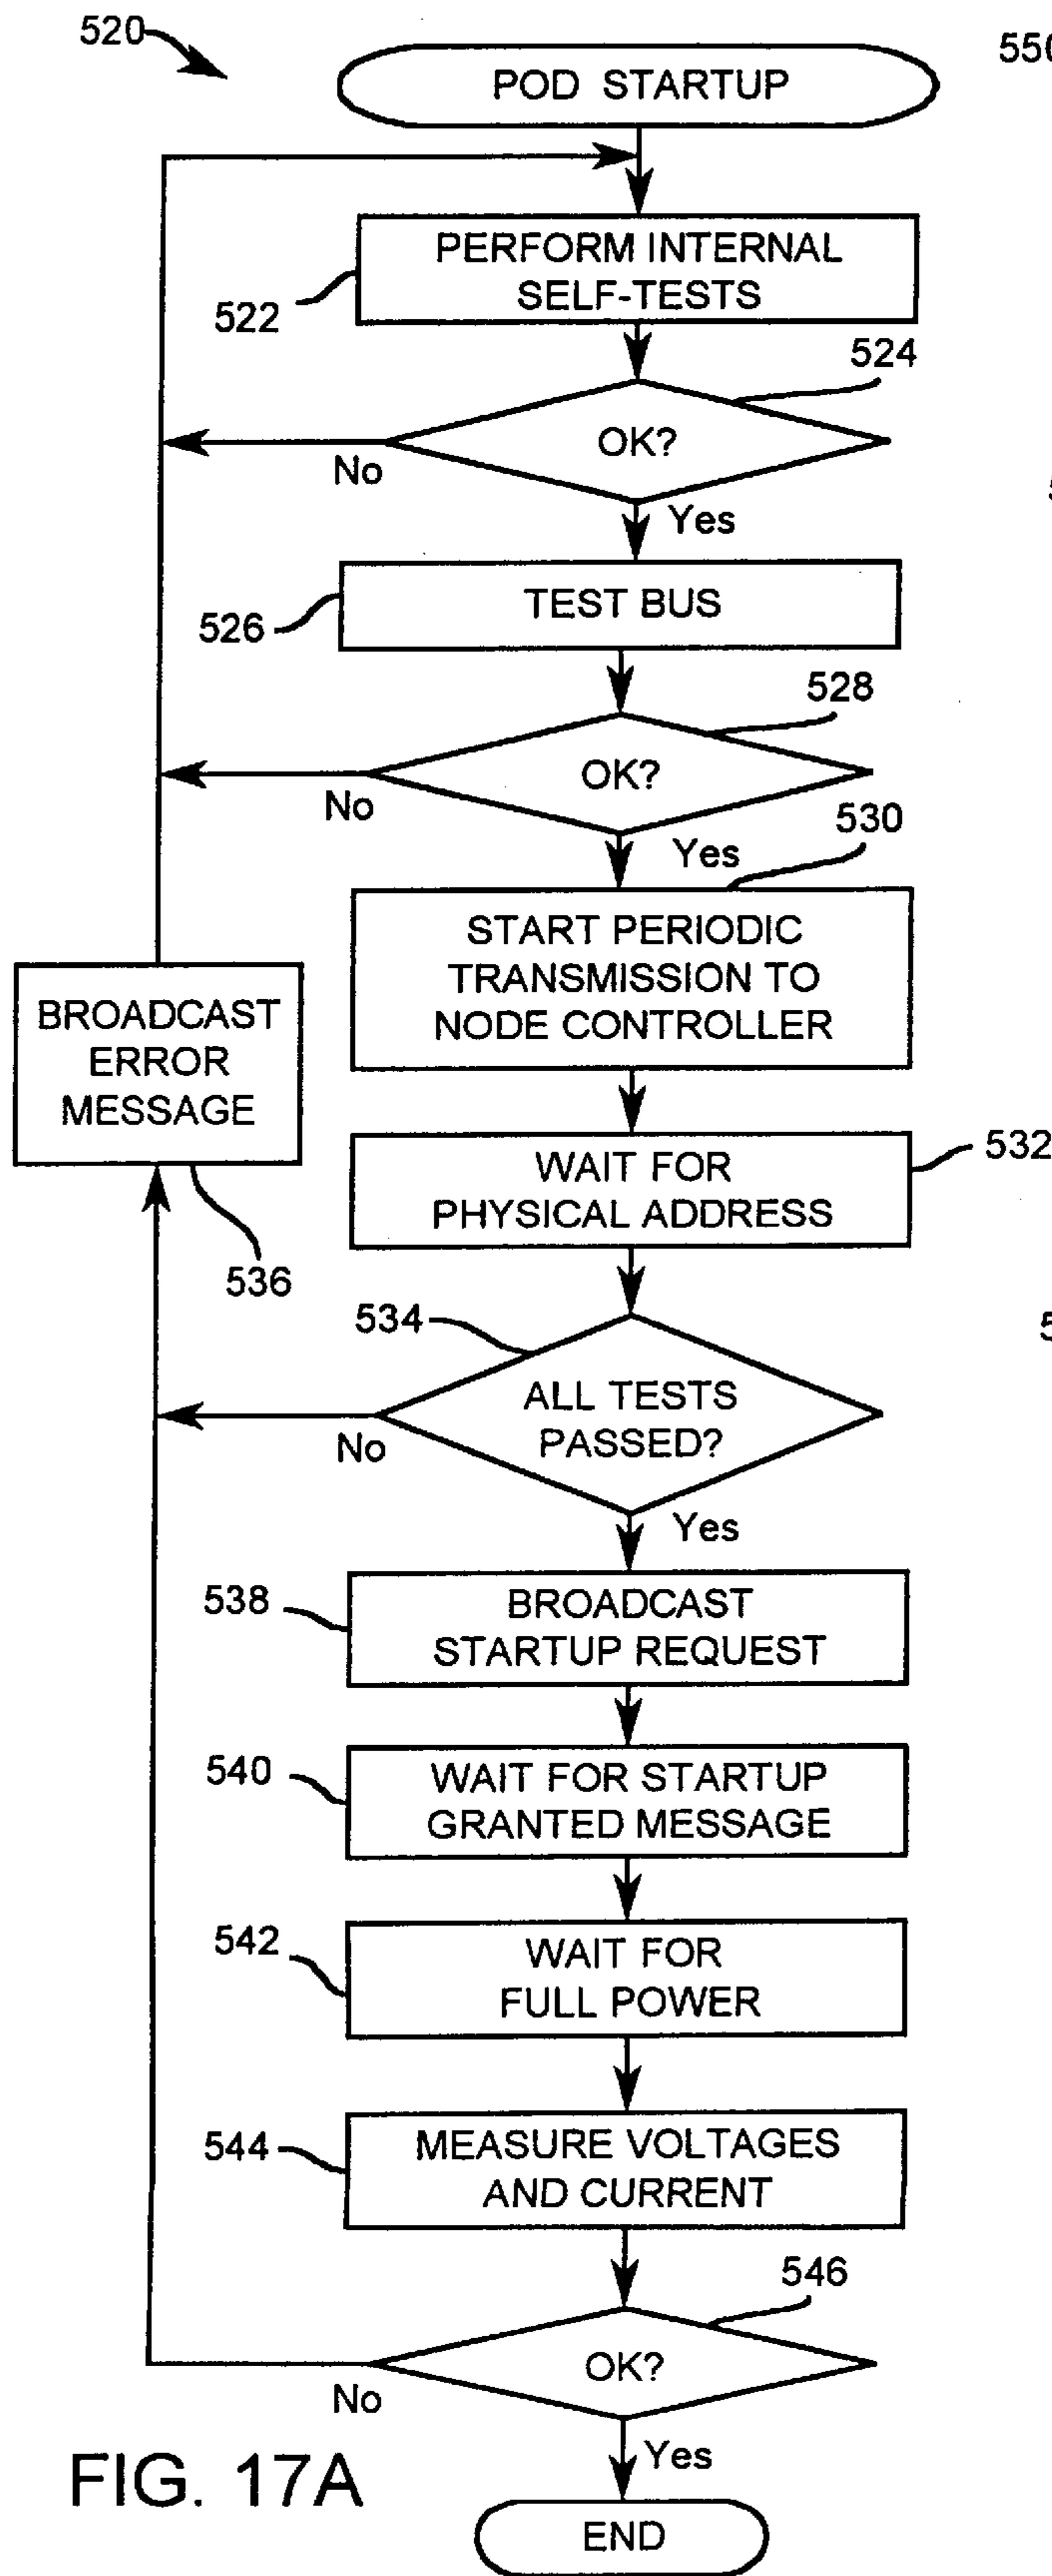 520
POD STARTUP
550
PERFORM INTERNAL
SELF-TESTS
522
524
OK?
No
Yes
TEST BUS
526
528
OK?
No
Yes
530
START PERIODIC
TRANSMISSION TO
NODE CONTROLLER
BROADCAST
ERROR
MESSAGE
536
WAIT FOR
PHYSICAL ADDRESS
532
534
ALL TESTS
PASSED?
No
Yes
538
BROADCAST
STARTUP REQUEST
540
WAIT FOR STARTUP
GRANTED MESSAGE
542
WAIT FOR
FULL POWER
544
MEASURE VOLTAGES
AND CURRENT
546
OK?
No
Yes
FIG. 17A
END